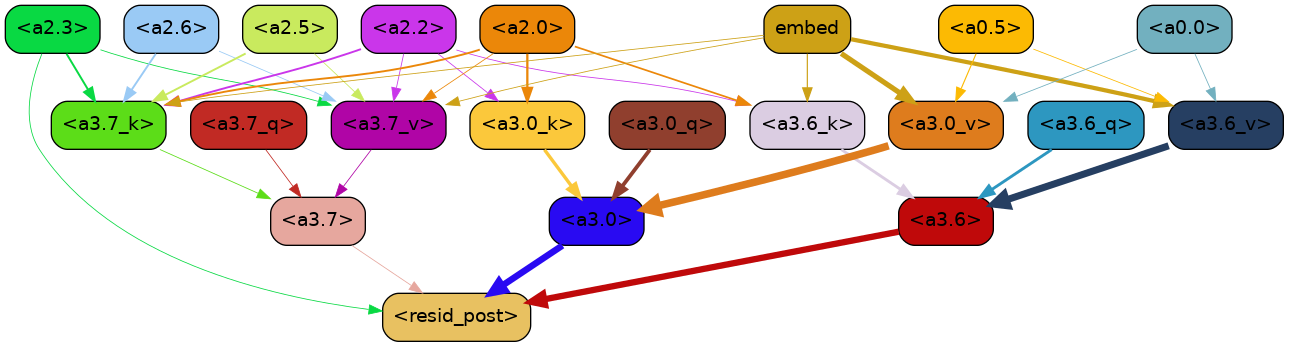 <a2.3> <a2.6> <a2.5> <a2.2> <a2.0> embed <a0.5> <a0.0>
<a3.7_k> <a3.7_q> <a3.7_v> <a3.0_k> <a3.0_q> <a3.6_k> <a3.0_v> <a3.6_q> <a3.6_v>
<a3.7> <a3.0> <a3.6>
<resid_post>